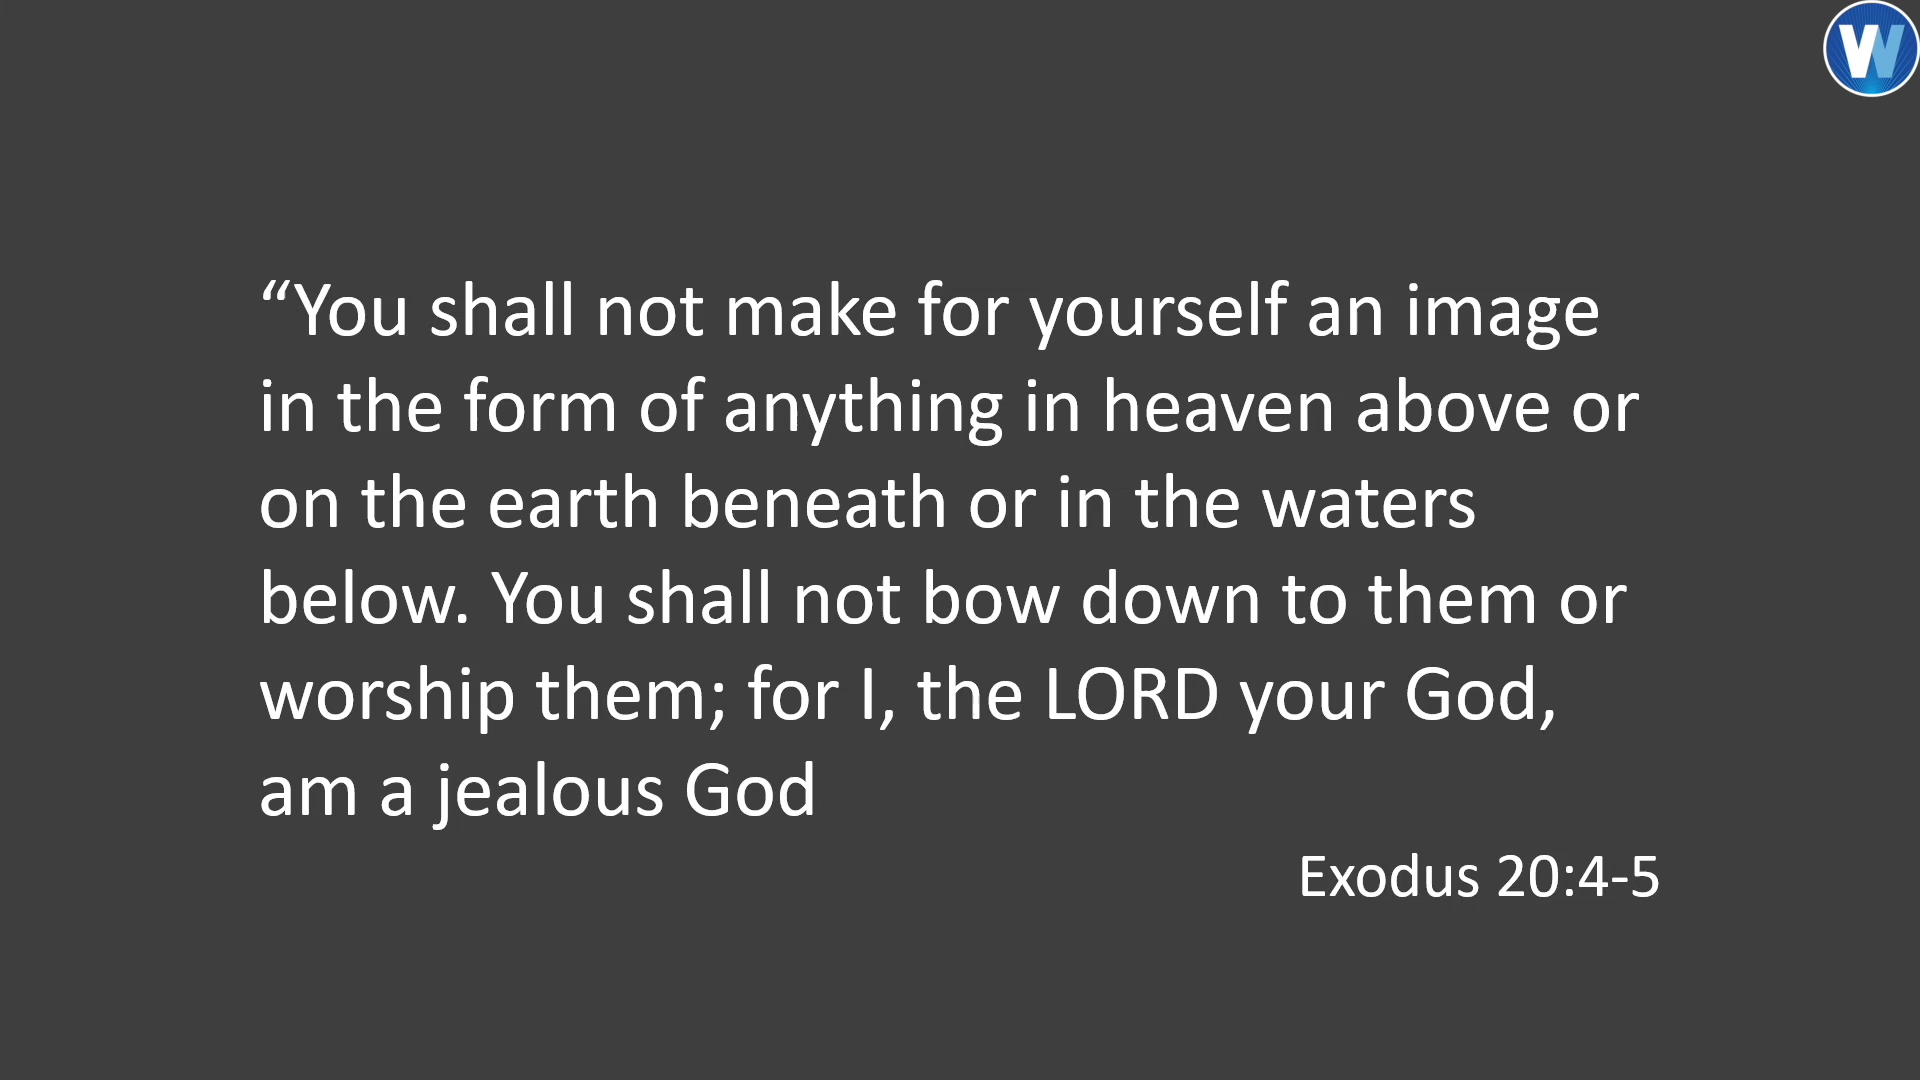 W
“You shall not make for yourself an image
in the form of anything in heaven above or
on the earth beneath or in the waters
below. You shall not bow down to them or
worship them; for I, the LORD your God,
am a jealous God
Exodus 20:4-5